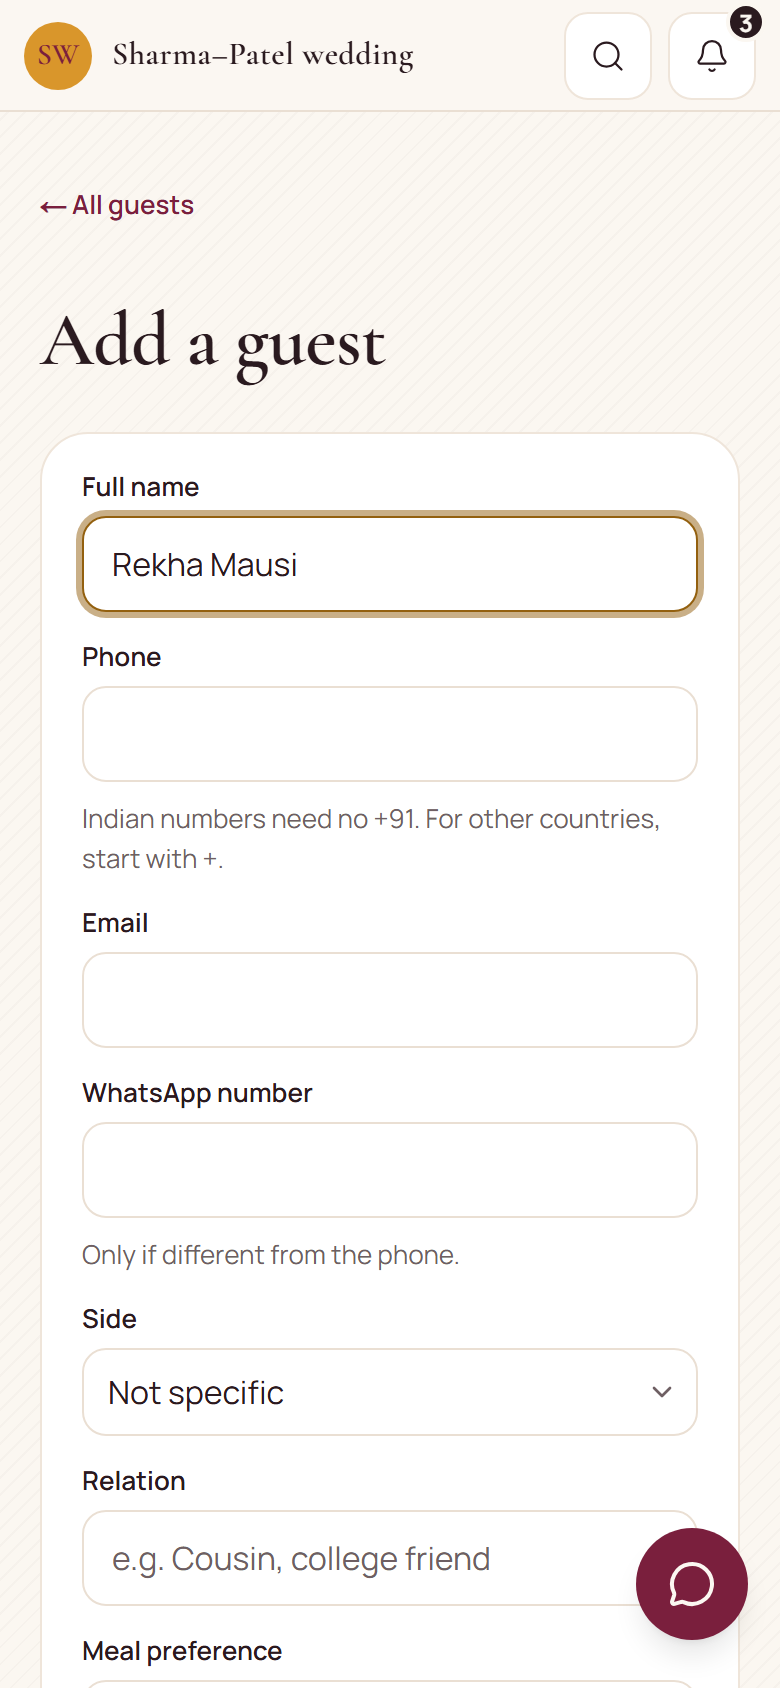 SW
Sharma–Patel wedding
3
← All guests
Add a guest
Full name
Rekha Mausi
Phone
Indian numbers need no +91. For other countries,
start with +.
Email
WhatsApp number
Only if different from the phone.
Side
Not specific
Relation
e.g. Cousin, college friend
Meal preference